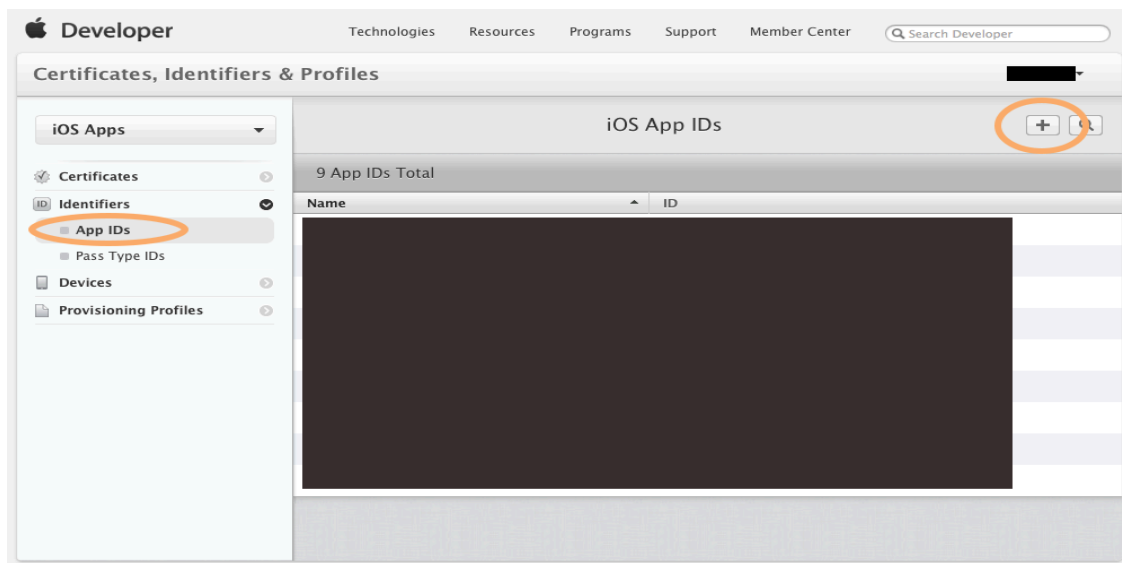 Developer
Technologies Resources Programs Support Member Center Search Developer
Certificates, Identifiers & Profiles
iOS Apps
iOS App IDs
9 App IDs Total
Certificates
ID Identifiers
Name ID
App IDs
Pass Type IDs
Devices
Provisioning Profiles